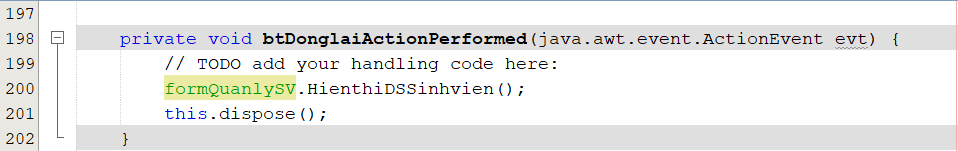 197
198 private void btDonglaiActionPerformed(java.awt.event.ActionEvent evt) {
199 // TODO add your handling code here:
200 formQuanlySV.HienthiDSSinhvien();
201 this.dispose();
202 }